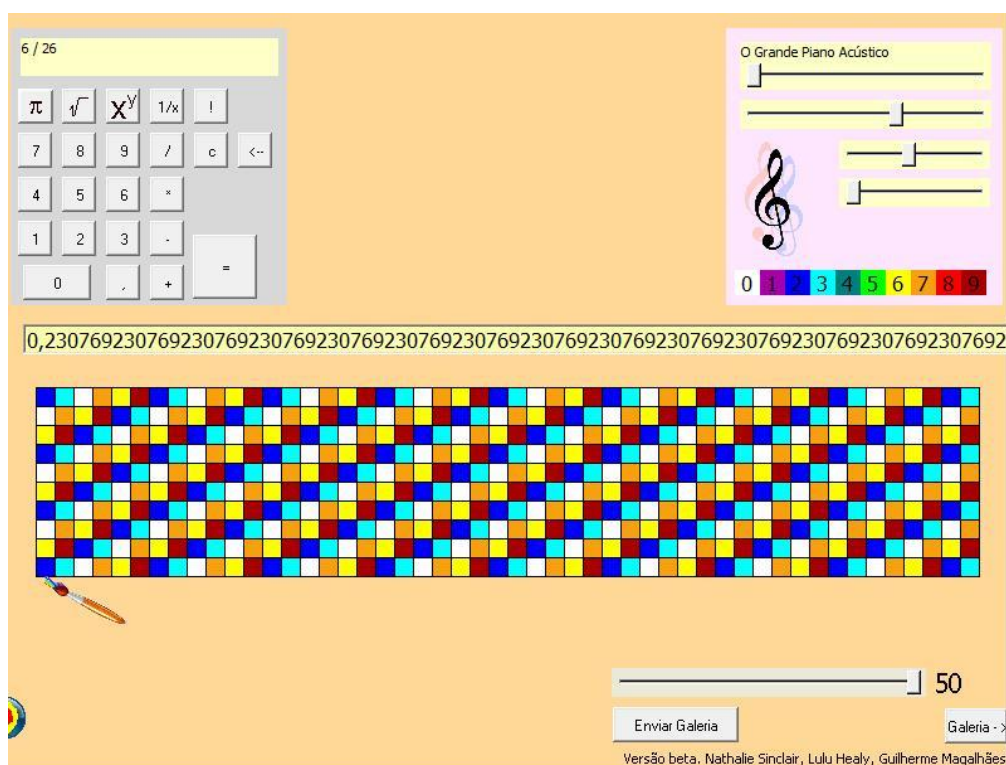 6 / 26
π √ xʸ 1/x !
7 8 9 / c <--
4 5 6 *
1 2 3 -
0 , + =
O Grande Piano Acústico
0 1 2 3 4 5 6 7 8 9
0,2307692307692307692307692307692307692307692307692307692307692307692307692307692
50
Enviar Galeria
Galeria - >
Versão beta. Nathalie Sinclair, Lulu Healy, Guilherme Magalhães